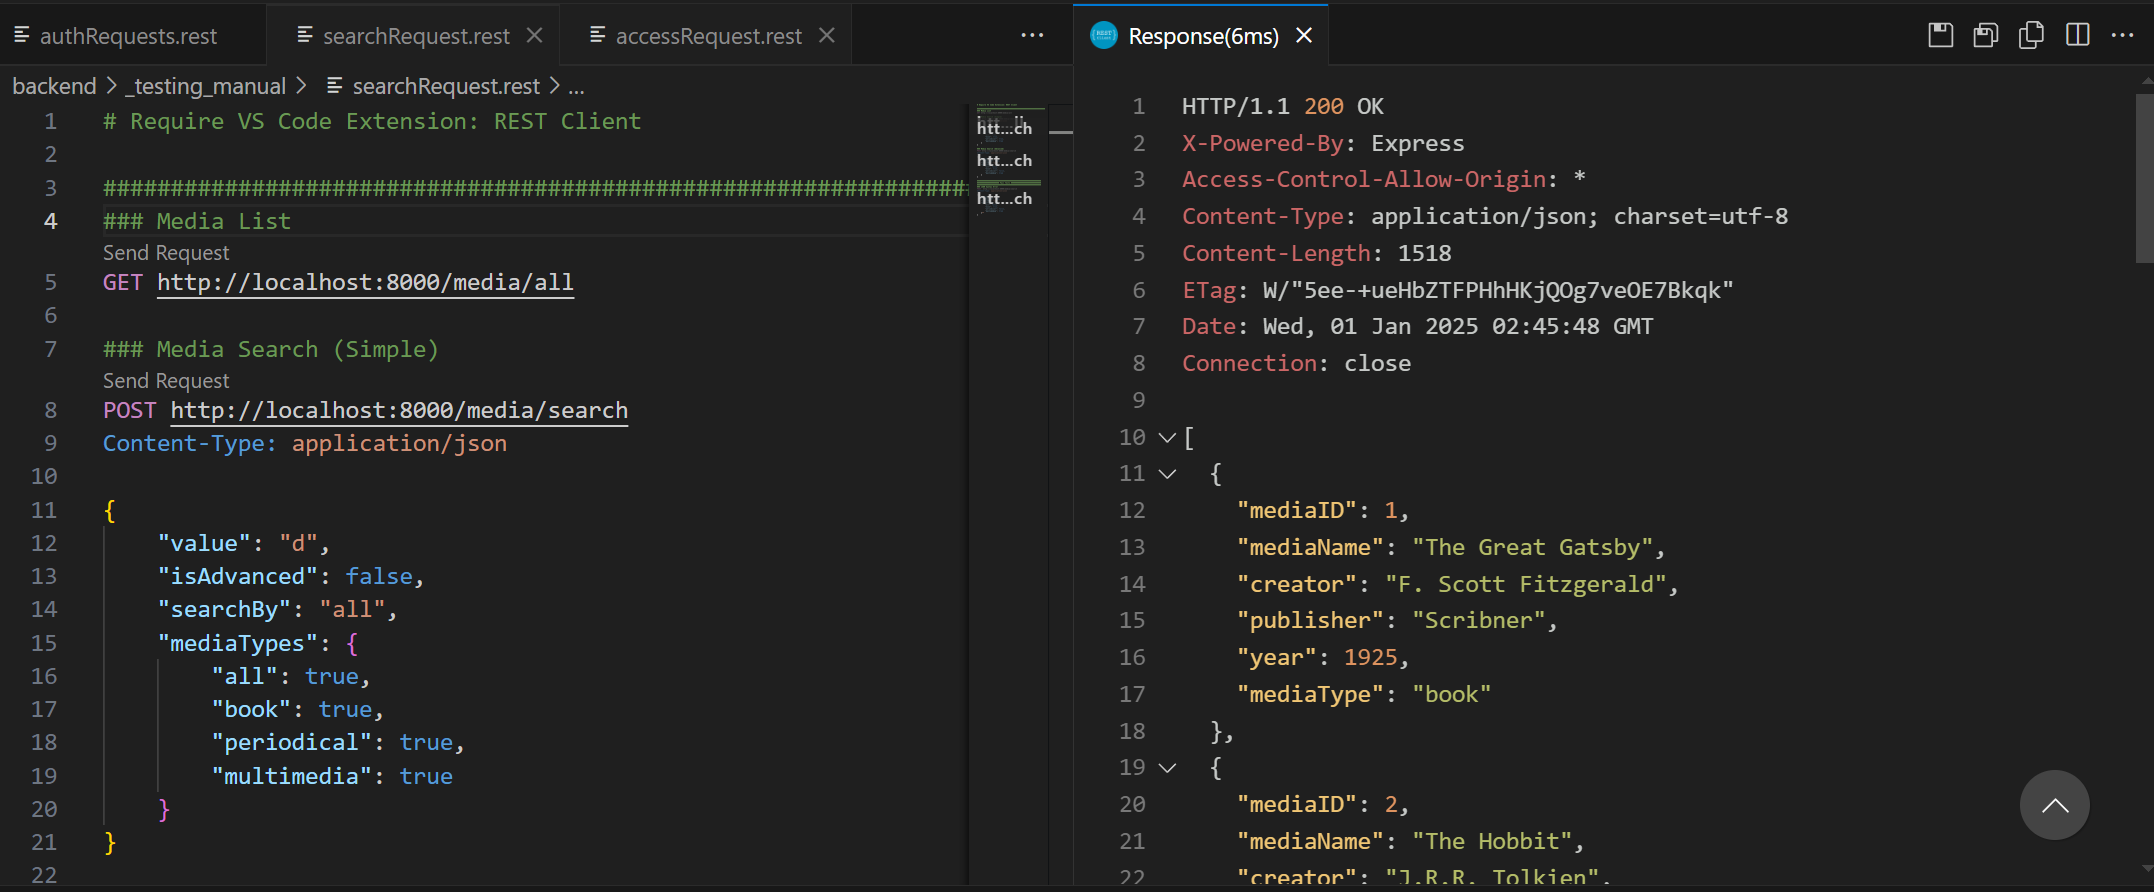 authRequests.rest
searchRequest.rest
accessRequest.rest
backend > _testing_manual > searchRequest.rest > ...
1 # Require VS Code Extension: REST Client
2
3 ################################################################
4 ### Media List
Send Request
5 GET http://localhost:8000/media/all
6
7 ### Media Search (Simple)
Send Request
8 POST http://localhost:8000/media/search
9 Content-Type: application/json
10
11 {
12 "value": "d",
13 "isAdvanced": false,
14 "searchBy": "all",
15 "mediaTypes": {
16 "all": true,
17 "book": true,
18 "periodical": true,
19 "multimedia": true
20 }
21 }
22
htt...ch
htt...ch
htt...ch
REST
Response(6ms)
1 HTTP/1.1 200 OK
2 X-Powered-By: Express
3 Access-Control-Allow-Origin: *
4 Content-Type: application/json; charset=utf-8
5 Content-Length: 1518
6 ETag: W/"5ee-+ueHbZTFPHhHKjQOg7veOE7Bkqk"
7 Date: Wed, 01 Jan 2025 02:45:48 GMT
8 Connection: close
9
10 [
11 {
12 "mediaID": 1,
13 "mediaName": "The Great Gatsby",
14 "creator": "F. Scott Fitzgerald",
15 "publisher": "Scribner",
16 "year": 1925,
17 "mediaType": "book"
18 },
19 {
20 "mediaID": 2,
21 "mediaName": "The Hobbit",
22 "creator": "J.R.R. Tolkien",